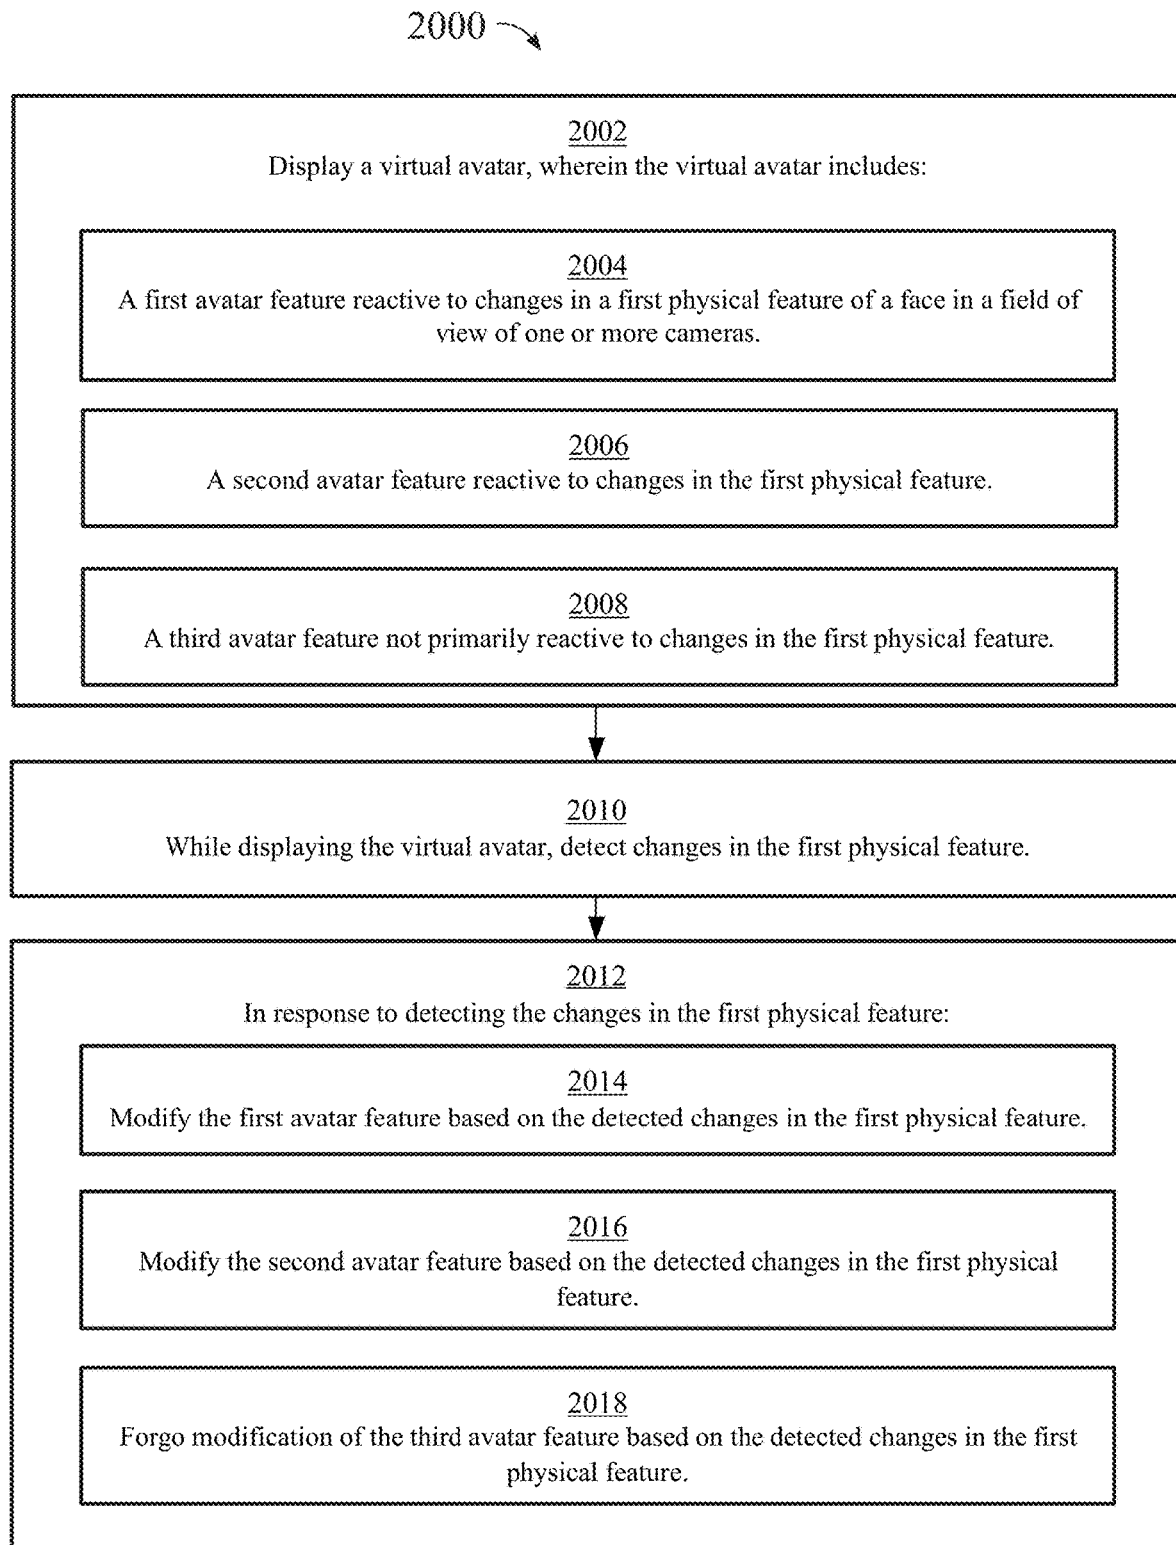 2000
2002
Display a virtual avatar, wherein the virtual avatar includes:
2004
A first avatar feature reactive to changes in a first physical feature of a face in a field of
view of one or more cameras.
2006
A second avatar feature reactive to changes in the first physical feature.
2008
A third avatar feature not primarily reactive to changes in the first physical feature.
2010
While displaying the virtual avatar, detect changes in the first physical feature.
2012
In response to detecting the changes in the first physical feature:
2014
Modify the first avatar feature based on the detected changes in the first physical feature.
2016
Modify the second avatar feature based on the detected changes in the first physical
feature.
2018
Forgo modification of the third avatar feature based on the detected changes in the first
physical feature.